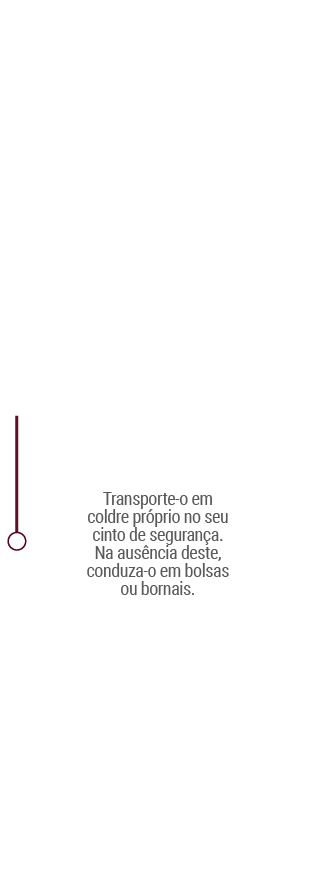 Transporte-o em
coldre próprio no seu
cinto de segurança.
Na ausência deste,
conduza-o em bolsas
ou bornais.